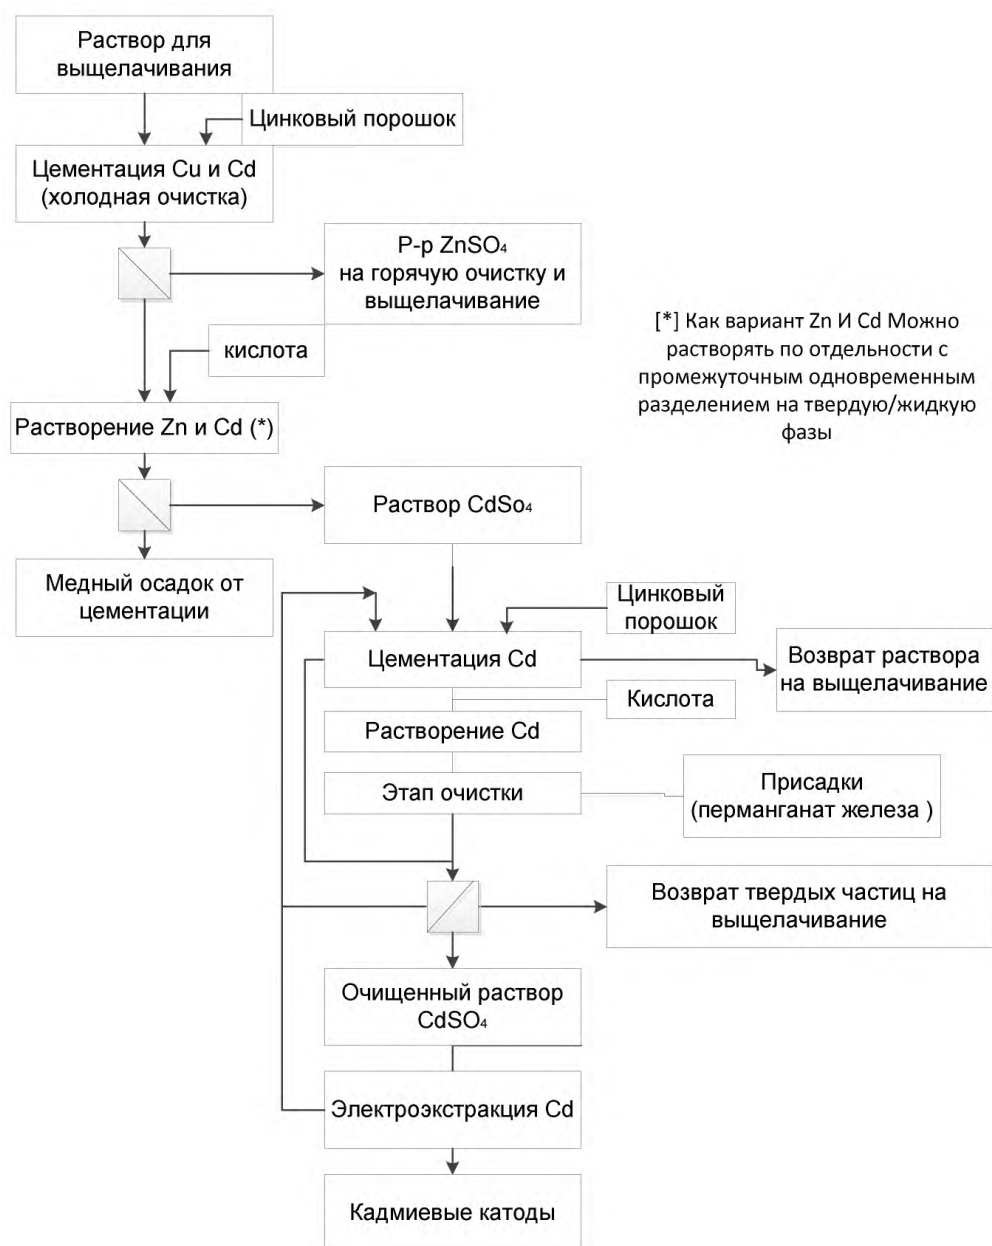 Раствор для
выщелачивания
Цинковый порошок
Цементация Cu и Cd
(холодная очистка)
Р-р ZnSO₄
на горячую очистку и
выщелачивание
[*] Как вариант Zn И Cd Можно
растворять по отдельности с
промежуточным одновременным
разделением на твердую/жидкую
фазы
кислота
Растворение Zn и Cd (*)
Раствор CdSo₄
Медный осадок от
цементации
Цинковый
порошок
Цементация Cd
Возврат раствора
на выщелачивание
Кислота
Растворение Cd
Этап очистки
Присадки
(перманганат железа )
Возврат твердых частиц на
выщелачивание
Очищенный раствор
CdSO₄
Электроэкстракция Cd
Кадмиевые катоды